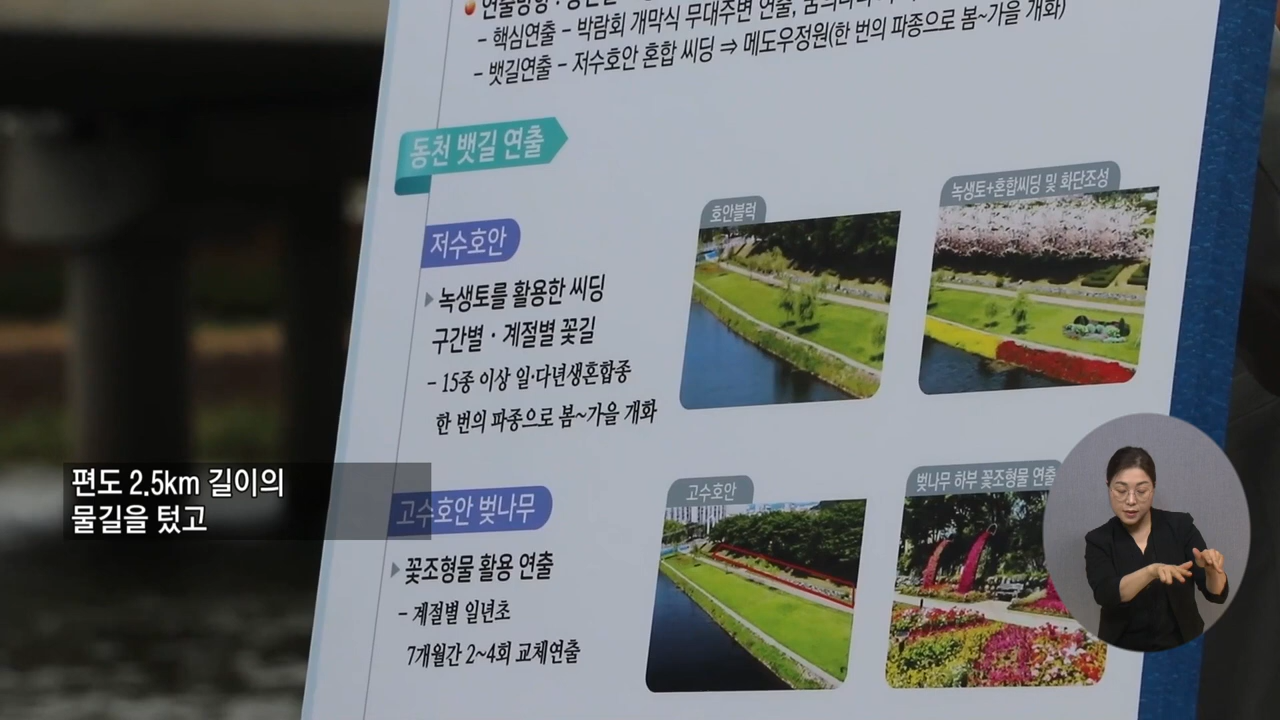 - 핵심연출 - 박람회 개막식 무대주변 연출,
- 뱃길연출 - 저수호안 혼합 씨딩 ⇒ 메도우정원(한 번의 파종으로 봄~가을 개화)
동천 뱃길 연출
저수호안
▶녹생토를 활용한 씨딩
구간별 · 계절별 꽃길
- 15종 이상 일·다년생혼합종
한 번의 파종으로 봄~가을 개화
호안블럭
녹생토+혼합씨딩 및 화단조성
고수호안 벚나무
▶꽃조형물 활용 연출
- 계절별 일년초
7개월간 2~4회 교체연출
고수호안
벚나무 하부 꽃조형물 연출
편도 2.5km 길이의
물길을 텄고